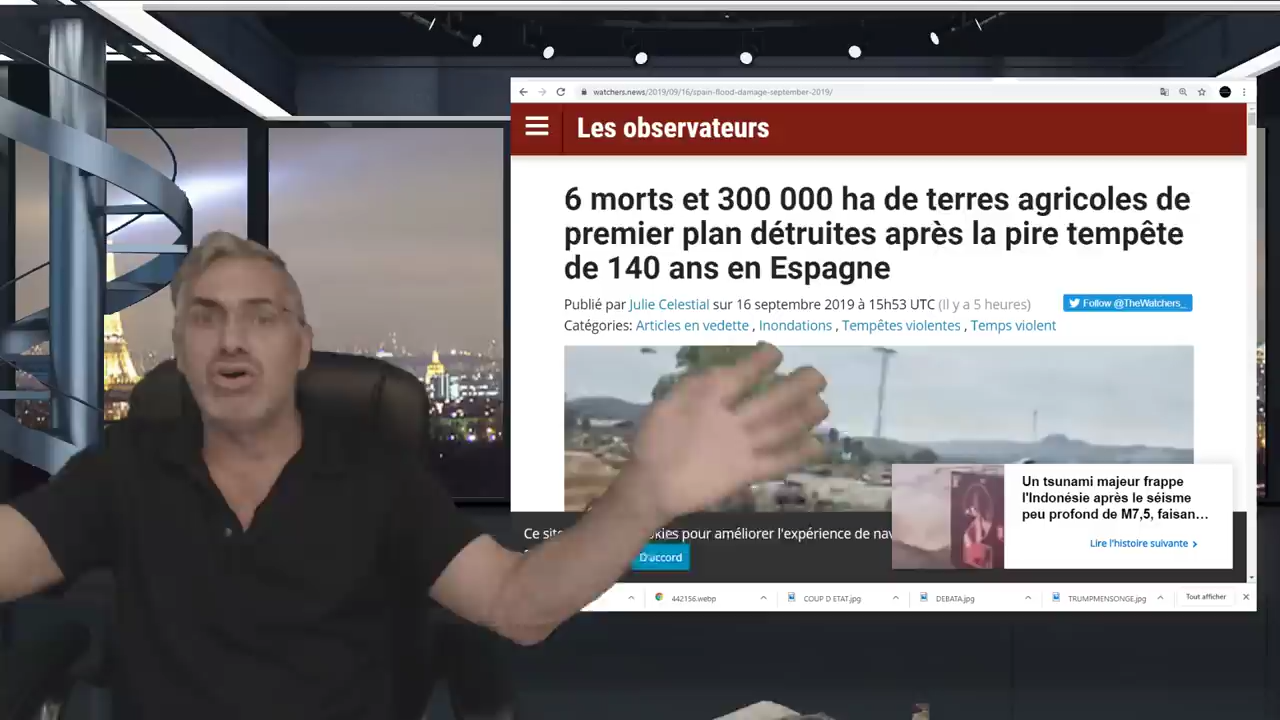 watchers.news/2019/09/16/spain-flood-damage-september-2019/
Les observateurs
6 morts et 300 000 ha de terres agricoles de
premier plan détruites après la pire tempête
de 140 ans en Espagne
Publié par Julie Celestial sur 16 septembre 2019 à 15h53 UTC (Il y a 5 heures)
Follow @TheWatchers_
Catégories: Articles en vedette , Inondations , Tempêtes violentes , Temps violent
Un tsunami majeur frappe
l'Indonésie après le séisme
peu profond de M7,5, faisan...
Lire l'histoire suivante
Ce site pour améliorer l'expérience de
D'accord
442156.webp
COUP D ETAT.jpg
DEBATA.jpg
TRUMPMENSONGE.jpg
Tout afficher